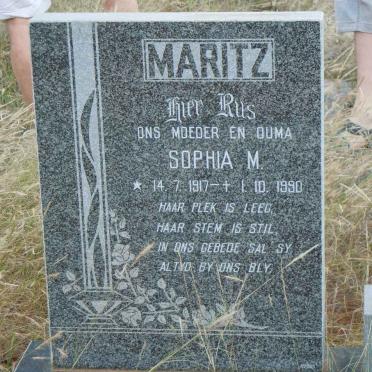 MARITZ
Hier Rus
ONS MOEDER EN OUMA
SOPHIA M.
★ 14. 7. 1917 – + 1. 10. 1990
HAAR PLEK IS LEEG,
HAAR STEM IS STIL,
IN ONS GEBEDE SAL SY
ALTYD BY ONS BLY.